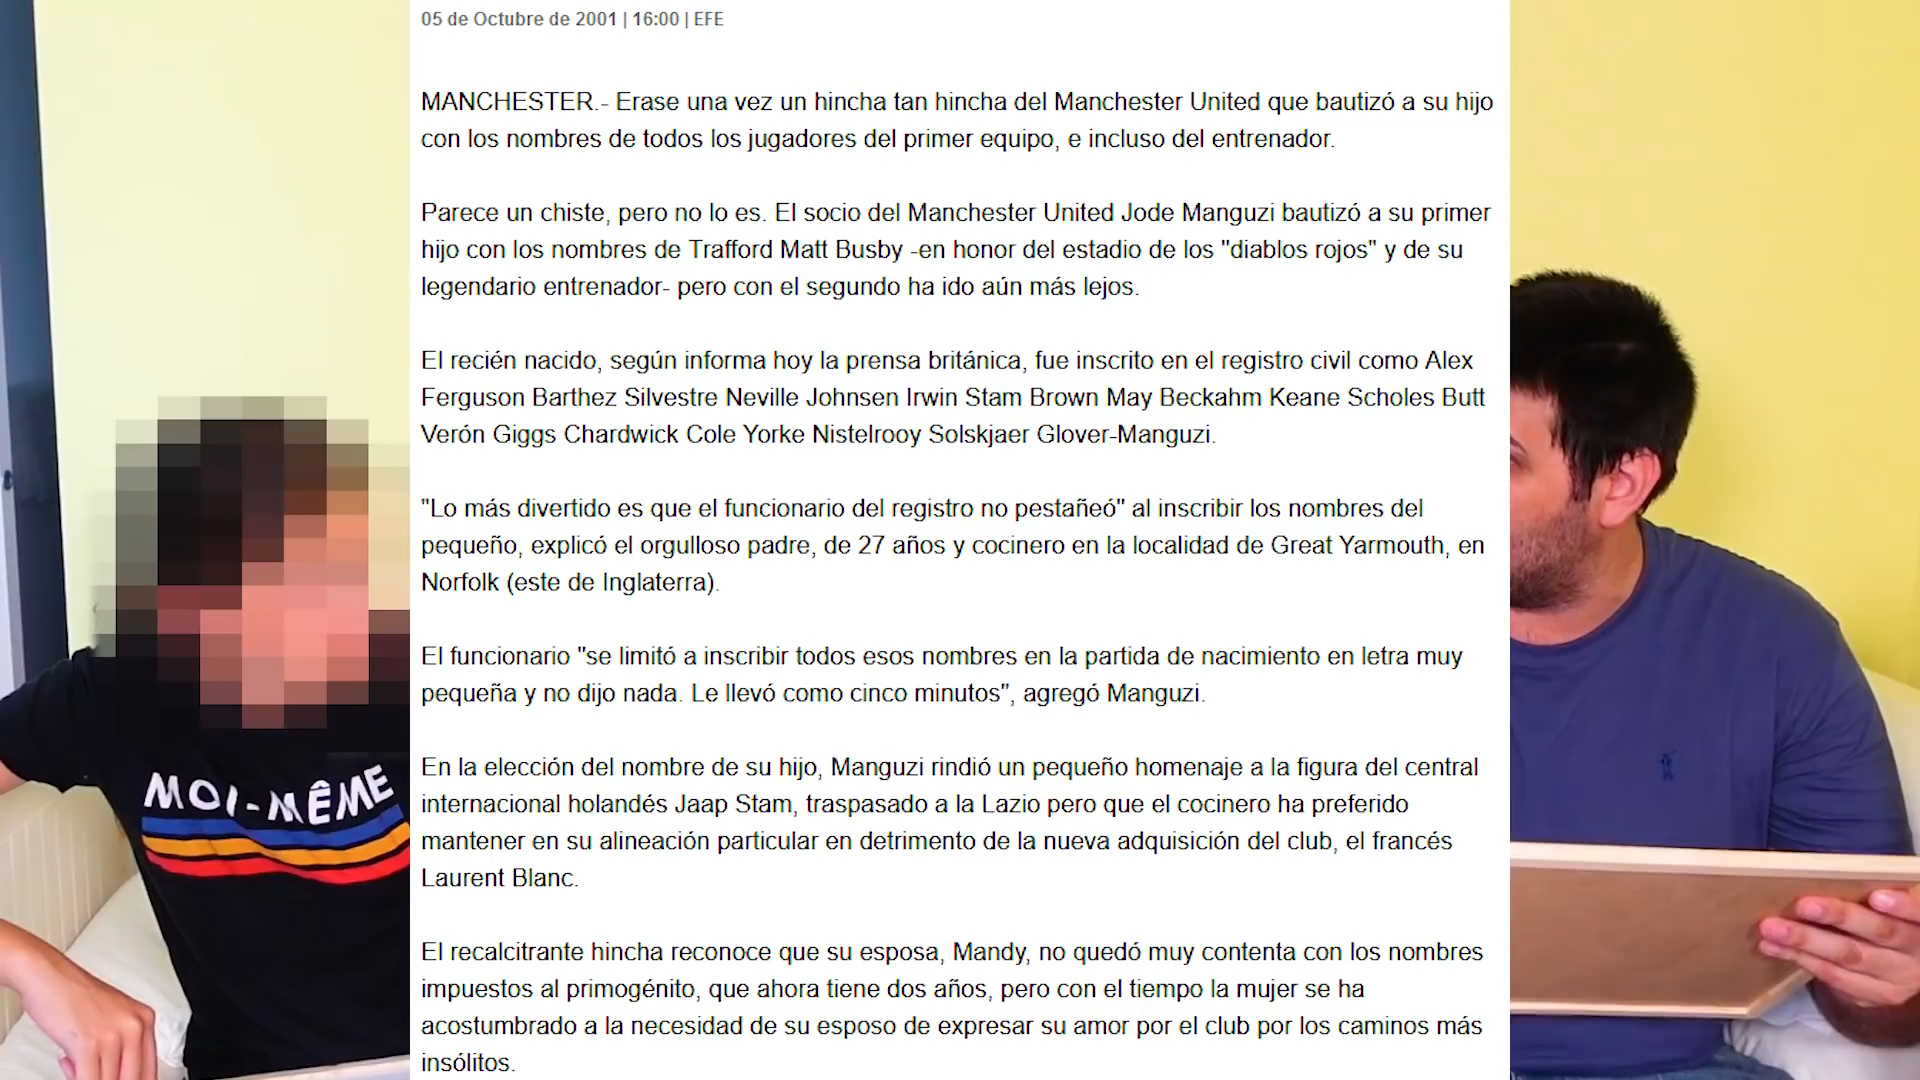 05 de Octubre de 2001 | 16:00 | EFE
MANCHESTER.- Erase una vez un hincha tan hincha del Manchester United que bautizó a su hijo
con los nombres de todos los jugadores del primer equipo, e incluso del entrenador.
Parece un chiste, pero no lo es. El socio del Manchester United Jode Manguzi bautizó a su primer
hijo con los nombres de Trafford Matt Busby -en honor del estadio de los "diablos rojos" y de su
legendario entrenador- pero con el segundo ha ido aún más lejos.
El recién nacido, según informa hoy la prensa británica, fue inscrito en el registro civil como Alex
Ferguson Barthez Silvestre Neville Johnsen Irwin Stam Brown May Beckahm Keane Scholes Butt
Verón Giggs Chardwick Cole Yorke Nistelrooy Solskjaer Glover-Manguzi.
"Lo más divertido es que el funcionario del registro no pestañeó" al inscribir los nombres del
pequeño, explicó el orgulloso padre, de 27 años y cocinero en la localidad de Great Yarmouth, en
Norfolk (este de Inglaterra).
El funcionario "se limitó a inscribir todos esos nombres en la partida de nacimiento en letra muy
pequeña y no dijo nada. Le llevó como cinco minutos", agregó Manguzi.
En la elección del nombre de su hijo, Manguzi rindió un pequeño homenaje a la figura del central
internacional holandés Jaap Stam, traspasado a la Lazio pero que el cocinero ha preferido
mantener en su alineación particular en detrimento de la nueva adquisición del club, el francés
Laurent Blanc.
El recalcitrante hincha reconoce que su esposa, Mandy, no quedó muy contenta con los nombres
impuestos al primogénito, que ahora tiene dos años, pero con el tiempo la mujer se ha
acostumbrado a la necesidad de su esposo de expresar su amor por el club por los caminos más
insólitos.
MOI-MÊME